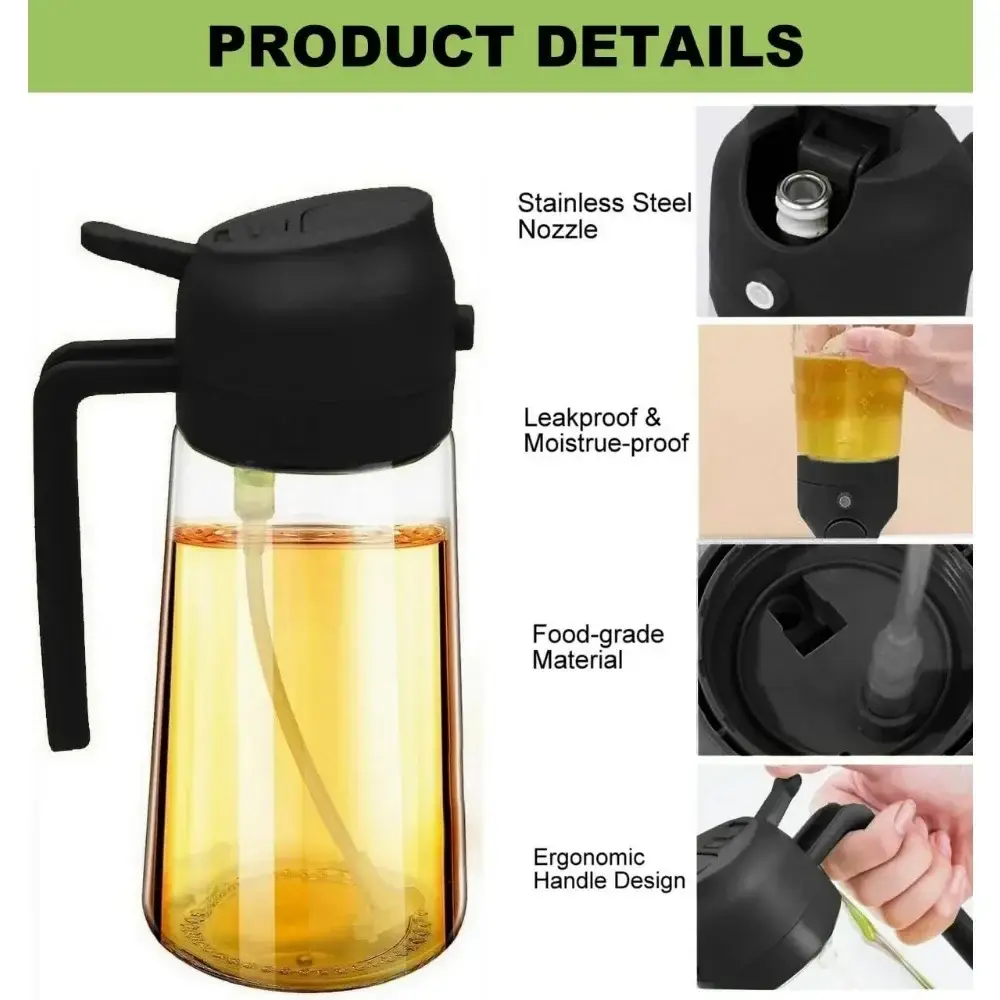 PRODUCT DETAILS
Stainless Steel
Nozzle
Leakproof &
Moistrue-proof
Food-grade
Material
Ergonomic
Handle Design